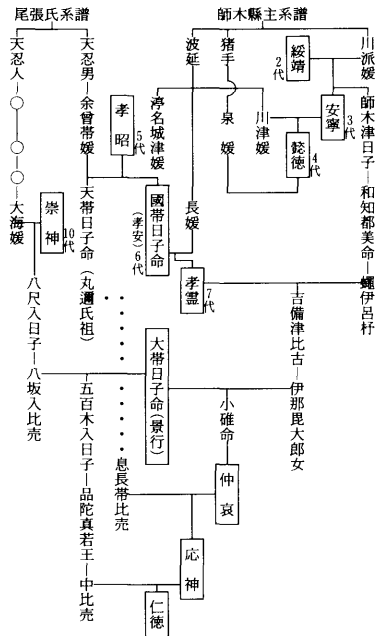 師木縣主系譜
川派媛
師木津日子
和知都美命
蠅伊呂杼
綏靖
2代
安寧
3代
猪手
泉媛
川津媛
懿徳
4代
波延
長媛
渟名城津媛
孝昭
5代
國帯日子命
(孝安)6代
孝霊
7代
吉備津比古
伊那毘大郎女
大帯日子命(景行)
小碓命
仲哀
息長帯比売
応神
仁徳
尾張氏系譜
天忍男
余曾帯媛
天帯日子命(丸邇氏祖)
天忍人
〇
〇
〇
大海媛
崇神
10代
八尺入日子
八坂入比売
五百木入日子
品陀真若王
中比売